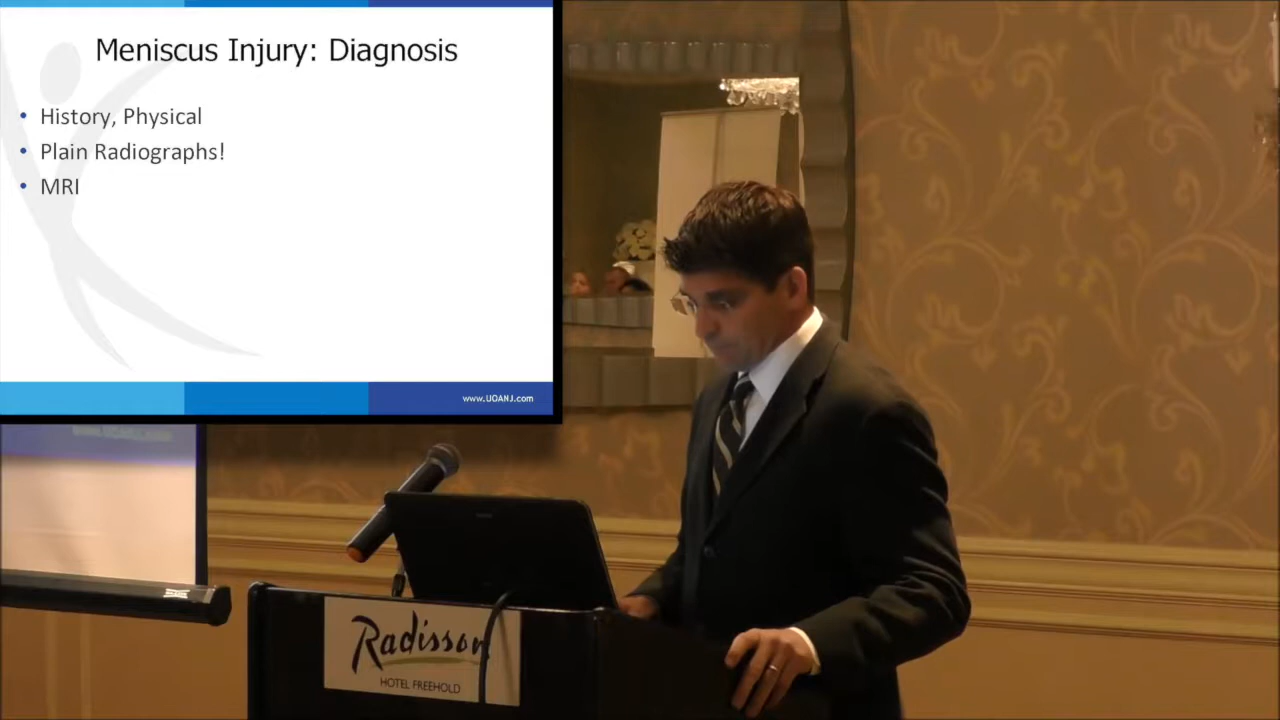 Meniscus Injury: Diagnosis
• History, Physical
• Plain Radiographs!
• MRI
www.UOANJ.com
Radisson
HOTEL FREEHOLD